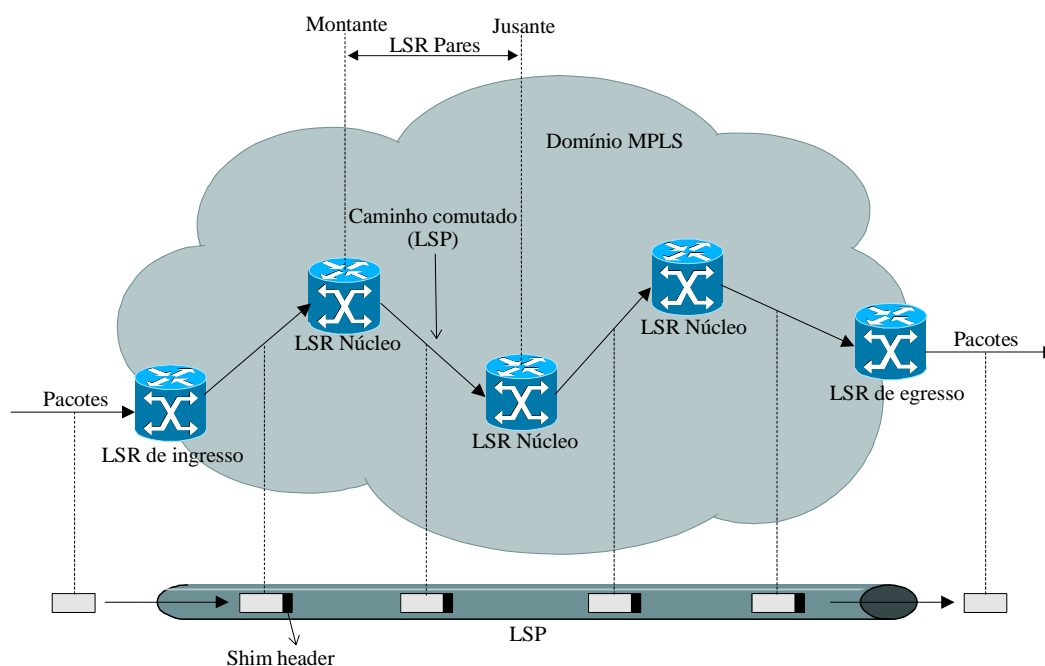 Montante
Jusante
LSR Pares
Domínio MPLS
Caminho comutado
(LSP)
LSR Núcleo
LSR Núcleo
Pacotes
LSR de egresso
Pacotes
LSR Núcleo
LSR de ingresso
LSP
Shim header